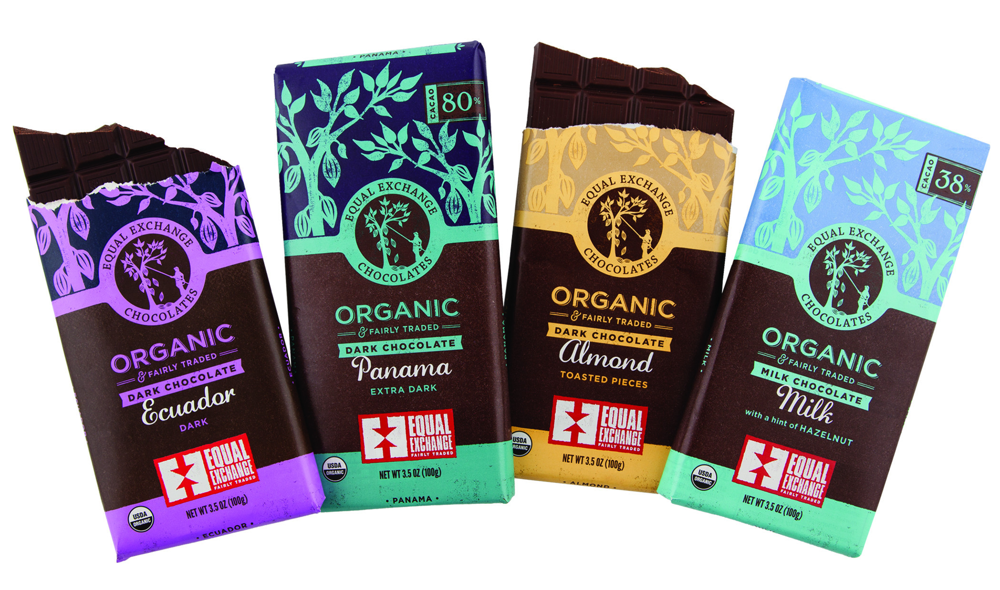 EQUAL EXCHANGE
CHOCOLATES
ORGANIC
& FAIRLY TRADED
DARK CHOCOLATE
Ecuador
DARK
EQUAL
EXCHANGE
FAIRLY TRADED
USDA
ORGANIC
NET WT 3.5 OZ (100g)
• ECUADOR •
• ECUADOR •
• PANAMA •
CACAO
80%
EQUAL EXCHANGE
CHOCOLATES
ORGANIC
& FAIRLY TRADED
DARK CHOCOLATE
Panama
EXTRA DARK
EQUAL
EXCHANGE
FAIRLY TRADED
USDA
ORGANIC
NET WT 3.5 OZ (100g)
• PANAMA •
PANAMA •
EQUAL EXCHANGE
CHOCOLATES
ORGANIC
& FAIRLY TRADED
DARK CHOCOLATE
Almond
TOASTED PIECES
EQUAL
EXCHANGE
FAIRLY TRADED
USDA
RGANIC
NET WT 3.5 OZ (100g)
• ALMOND •
CACAO
38%
EQUAL EXCHANGE
CHOCOLATES
ORGANIC
& FAIRLY TRADED
MILK CHOCOLATE
Milk
with a hint of HAZELNUT
EQUAL
EXCHANGE
FAIRLY TRADED
USDA
ORGANIC
NET WT 3.5 OZ (100g)
• MILK •